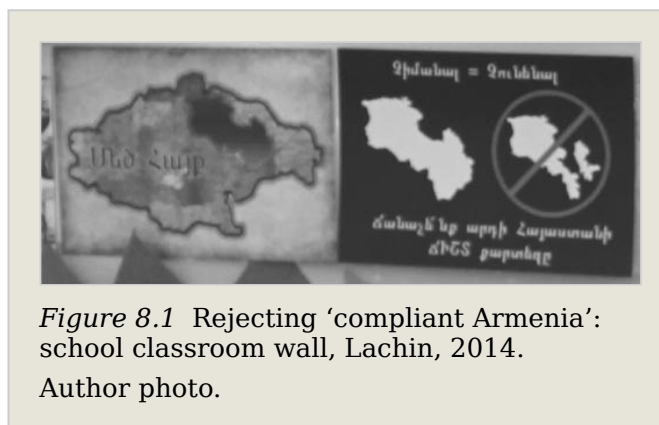 Մեծ Հայք
Չիմանալ = Չունենալ
Ճանաչե՛նք արդի Հայաստանի
ՃԻՇՏ քարտեզը
Figure 8.1 Rejecting ‘compliant Armenia’:
school classroom wall, Lachin, 2014.
Author photo.